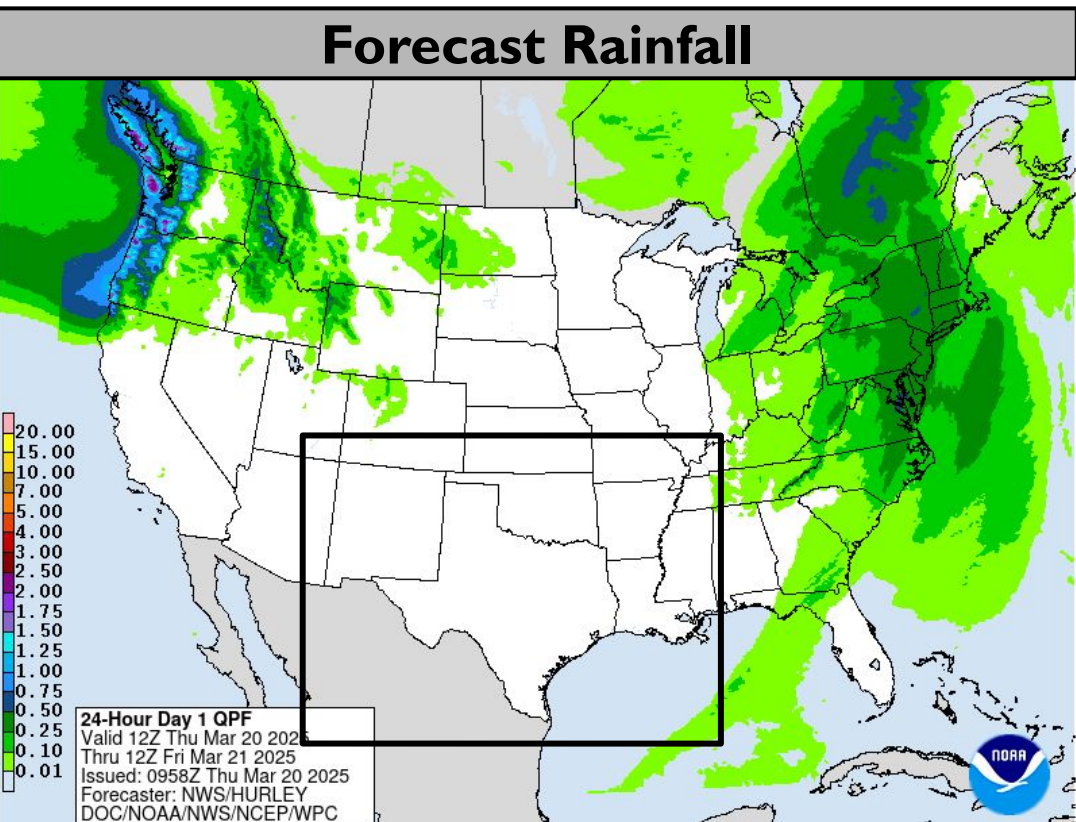 Forecast Rainfall
20.00
15.00
10.00
7.00
5.00
4.00
3.00
2.50
2.00
1.75
1.50
1.25
1.00
0.75
0.50
0.25
0.10
0.01
24-Hour Day 1 QPF
Valid 12Z Thu Mar 20 2025
Thru 12Z Fri Mar 21 2025
Issued: 0958Z Thu Mar 20 2025
Forecaster: NWS/HURLEY
DOC/NOAA/NWS/NCEP/WPC
NOAA